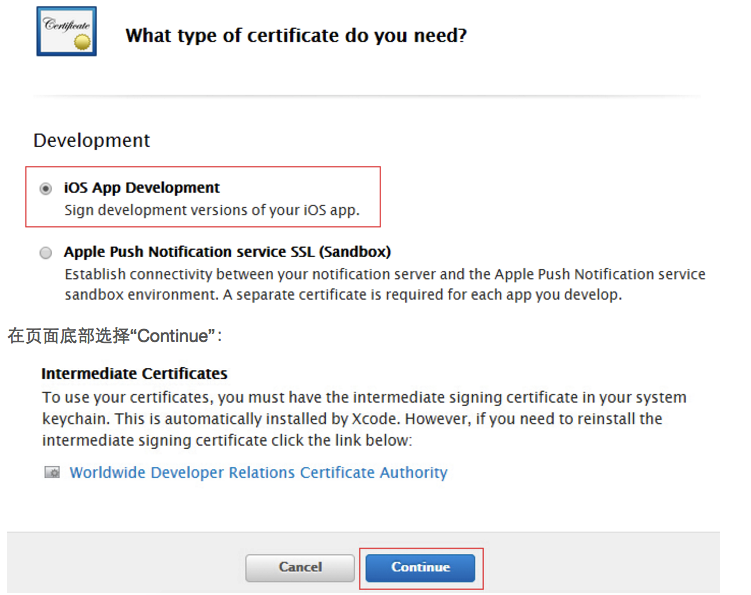 Certificate
What type of certificate do you need?
Development
iOS App Development
Sign development versions of your iOS app.
Apple Push Notification service SSL (Sandbox)
Establish connectivity between your notification server and the Apple Push Notification service
sandbox environment. A separate certificate is required for each app you develop.
在页面底部选择“Continue”：
Intermediate Certificates
To use your certificates, you must have the intermediate signing certificate in your system
keychain. This is automatically installed by Xcode. However, if you need to reinstall the
intermediate signing certificate click the link below:
Worldwide Developer Relations Certificate Authority
Cancel
Continue